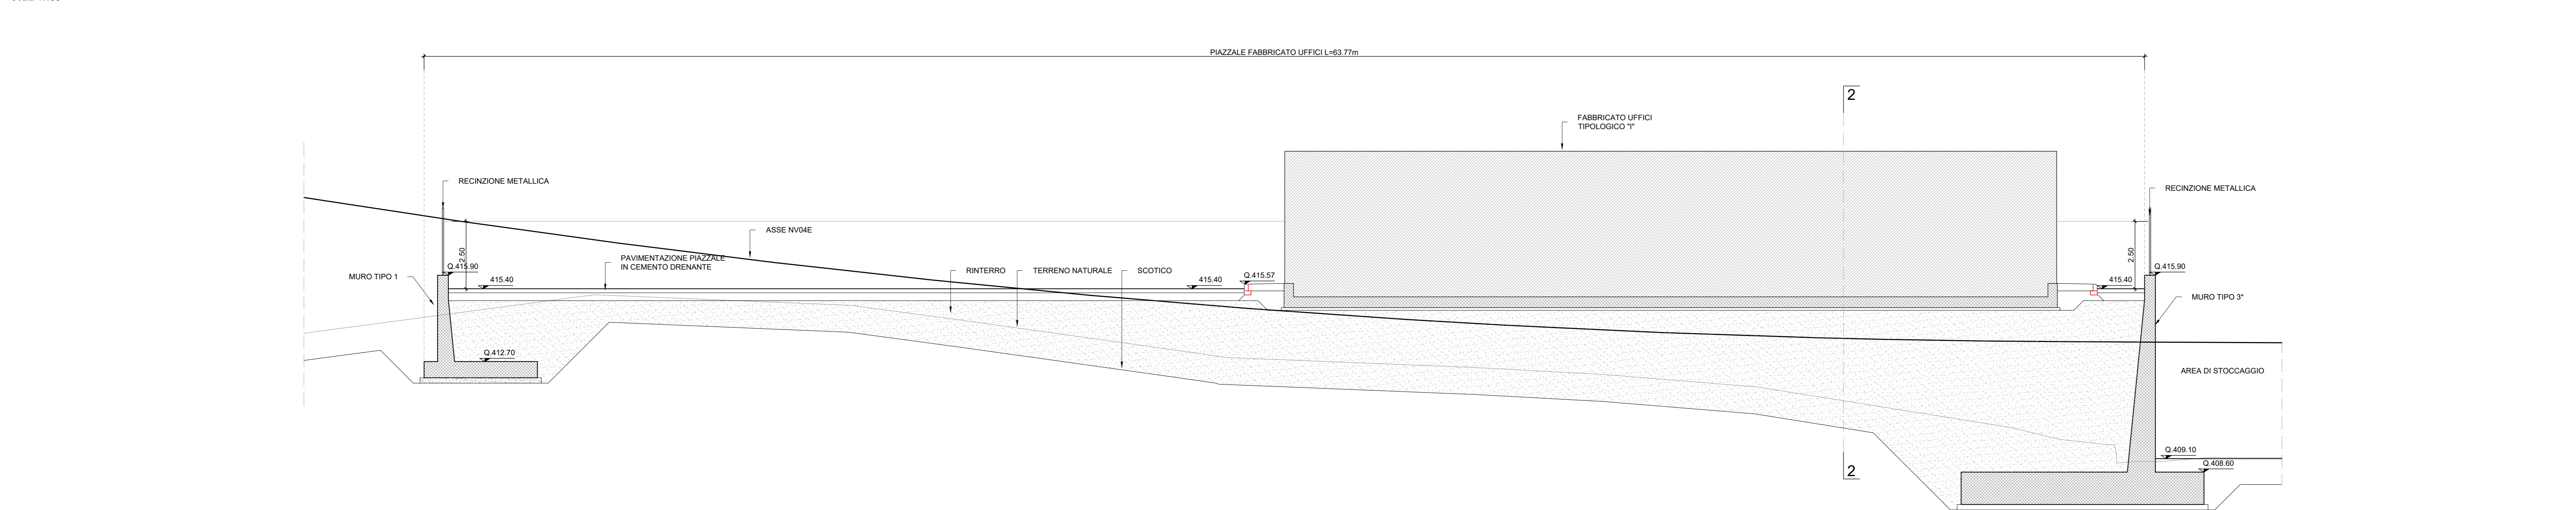 PIAZZALE FABBRICATO UFFICI L=63.77m
2
FABBRICATO UFFICI
TIPOLOGICO "I"
RECINZIONE METALLICA
RECINZIONE METALLICA
ASSE NV04E
2.50
2.50
PAVIMENTAZIONE PIAZZALE
IN CEMENTO DRENANTE
Q.415.90
MURO TIPO 1
415.40
RINTERRO
TERRENO NATURALE
SCOTICO
415.40
Q.415.57
415.40
Q.415.90
MURO TIPO 3*
Q.412.70
AREA DI STOCCAGGIO
Q.409.10
Q.408.60
2